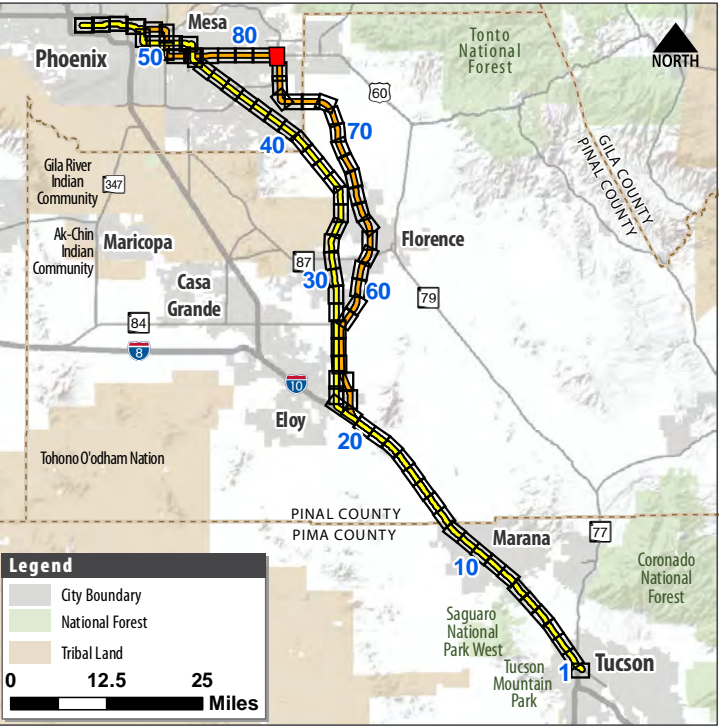 Mesa
80
Tonto
National
Forest
NORTH
Phoenix
50
60
70
40
GILA COUNTY
PINAL COUNTY
Gila River
Indian
Community
347
Ak-Chin
Indian
Community
Maricopa
Florence
87
30
60
Casa
Grande
79
84
8
10
Eloy
20
Tohono O'odham Nation
PINAL COUNTY
PIMA COUNTY
Marana
77
10
Coronado
National
Forest
Saguaro
National
Park West
Tucson
Mountain
Park
1
Tucson
Legend
City Boundary
National Forest
Tribal Land
0 12.5 25
Miles